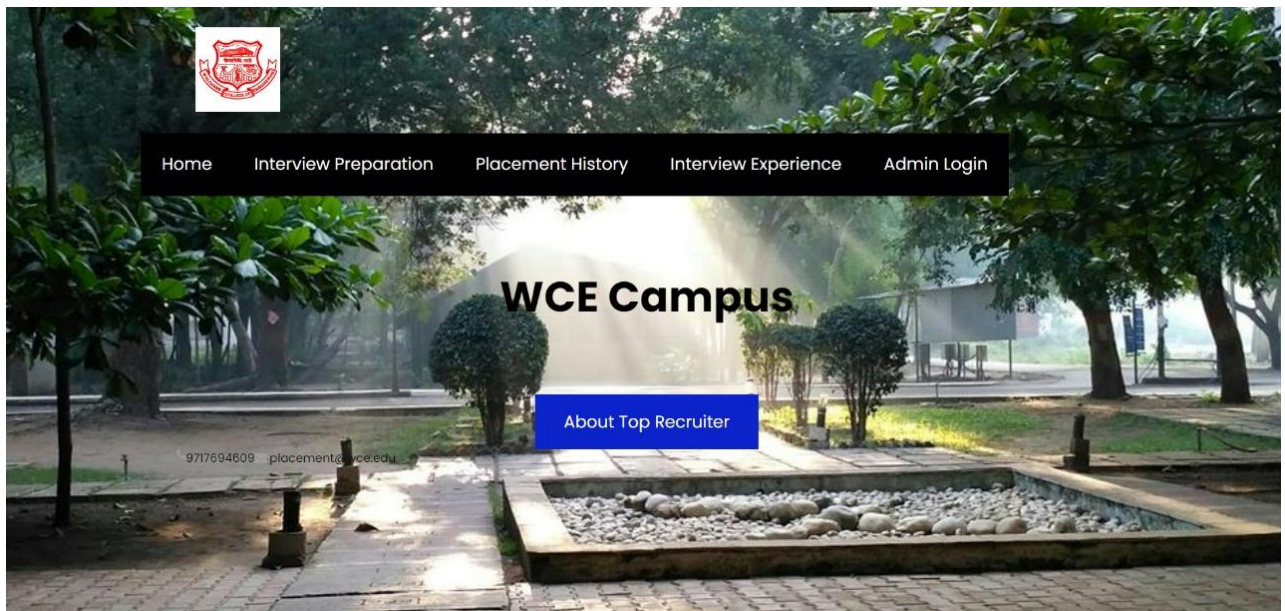 Home Interview Preparation Placement History Interview Experience Admin Login
WCE Campus
About Top Recruiter
9717694609 placement@wce.edu